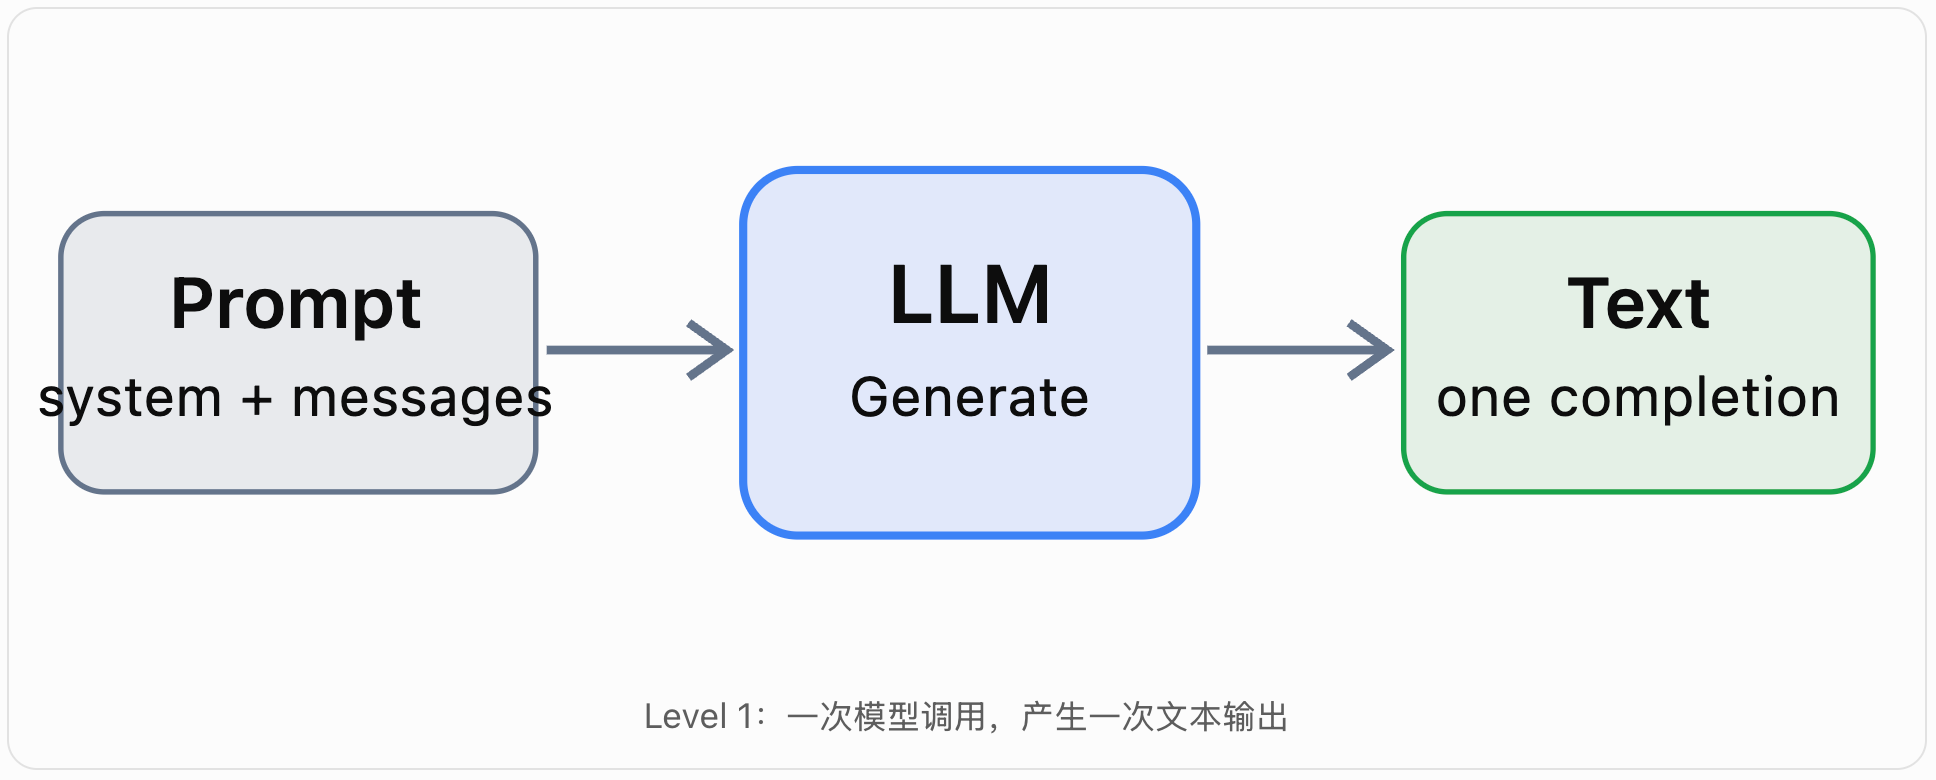 Prompt
system + messages
LLM
Generate
Text
one completion
Level 1：一次模型调用，产生一次文本输出